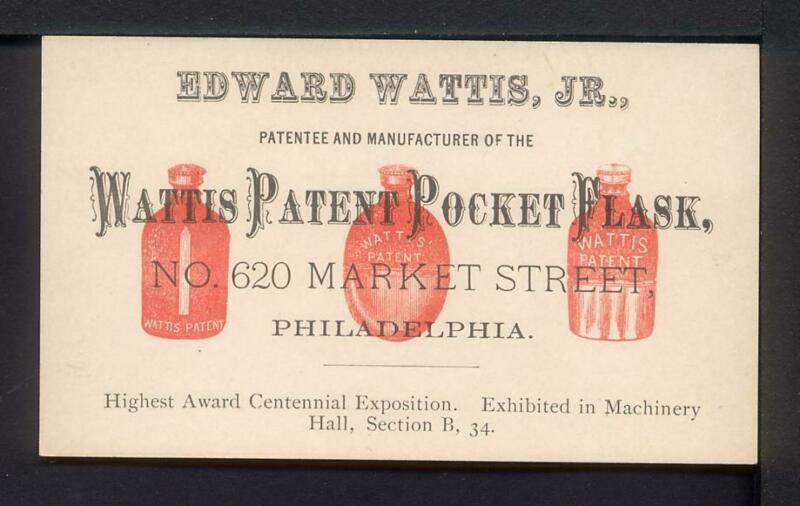 EDWARD WATTIS, JR.,
PATENTEE AND MANUFACTURER OF THE
WATTIS PATENT POCKET FLASK,
WATTIS
PATENT
WATTIS
PATENT
NO. 620 MARKET STREET,
WATTIS PATENT
PHILADELPHIA.
Highest Award Centennial Exposition. Exhibited in Machinery
Hall, Section B, 34.